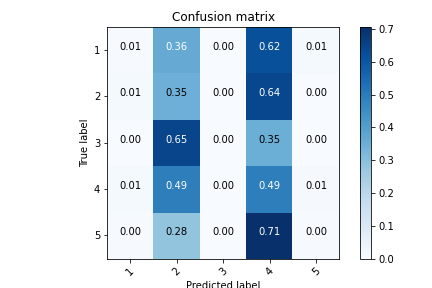 Confusion matrix
0.7
1 0.01 0.36 0.00 0.62 0.01
0.6
2 0.01 0.35 0.00 0.64 0.00
0.5
0.4
True label
3 0.00 0.65 0.00 0.35 0.00
0.3
4 0.01 0.49 0.00 0.49 0.01
0.2
0.1
5 0.00 0.28 0.00 0.71 0.00
0.0
1 2 3 4 5
Predicted label